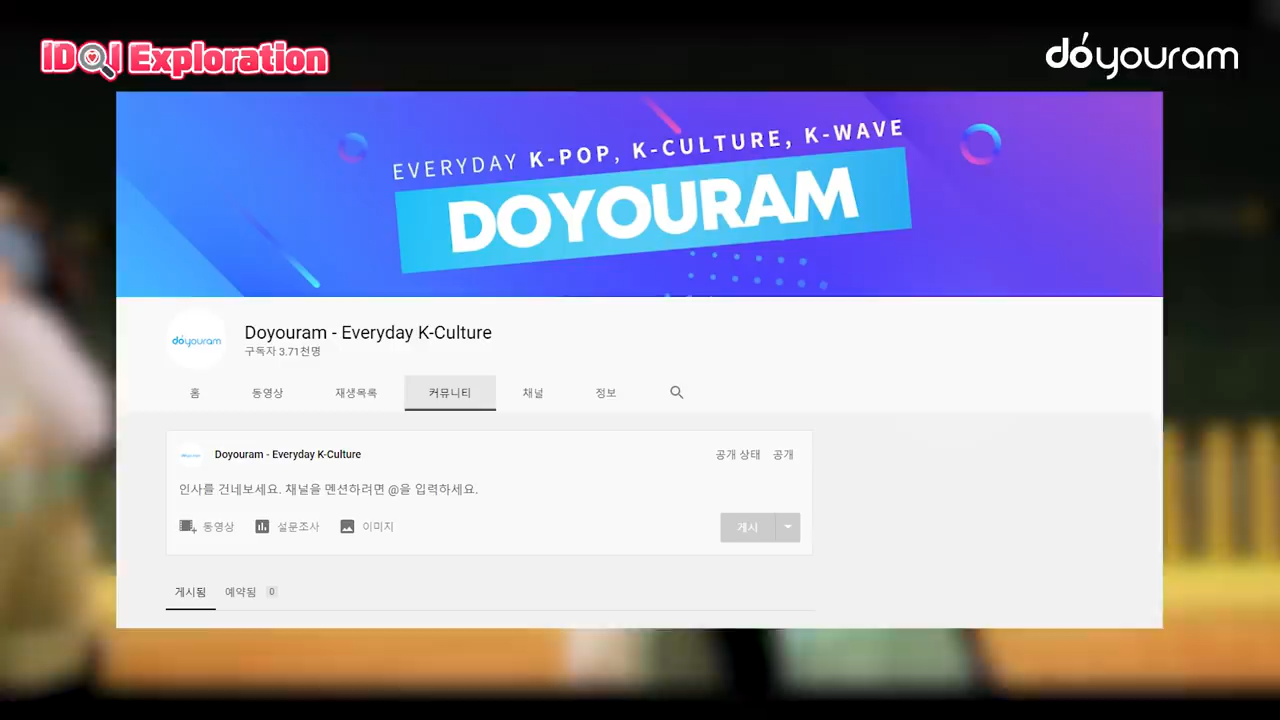 IDOL Exploration
dóyouram
EVERYDAY K-POP, K-CULTURE, K-WAVE
DOYOURAM
dóyouram
Doyouram - Everyday K-Culture
구독자 3.71천명
홈 동영상 재생목록 커뮤니티 채널 정보
Doyouram - Everyday K-Culture
공개 상태 공개
인사를 건네보세요. 채널을 멘션하려면 @을 입력하세요.
동영상 설문조사 이미지
게시
게시됨 예약됨 0